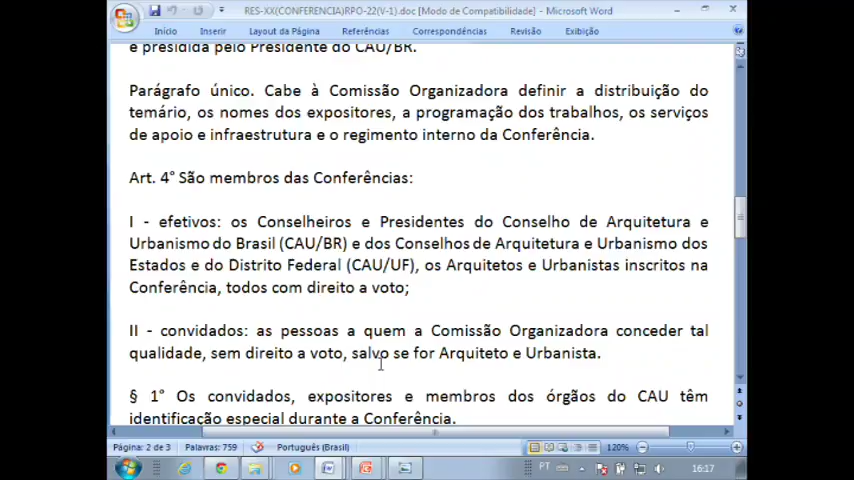 RES-XX(CONFERENCIA)RPO-22(V-1).doc [Modo de Compatibilidade] - Microsoft Word
Início Inserir Layout da Página Referências Correspondências Revisão Exibição
e presidida pelo Presidente do CAU/BR.
Parágrafo único. Cabe à Comissão Organizadora definir a distribuição do
temário, os nomes dos expositores, a programação dos trabalhos, os serviços
de apoio e infraestrutura e o regimento interno da Conferência.
Art. 4° São membros das Conferências:
I - efetivos: os Conselheiros e Presidentes do Conselho de Arquitetura e
Urbanismo do Brasil (CAU/BR) e dos Conselhos de Arquitetura e Urbanismo dos
Estados e do Distrito Federal (CAU/UF), os Arquitetos e Urbanistas inscritos na
Conferência, todos com direito a voto;
II - convidados: as pessoas a quem a Comissão Organizadora conceder tal
qualidade, sem direito a voto, salvo se for Arquiteto e Urbanista.
§ 1° Os convidados, expositores e membros dos órgãos do CAU têm
identificação especial durante a Conferência.
Página: 2 de 3 Palavras: 759 Português (Brasil) 120%
PT 16:17